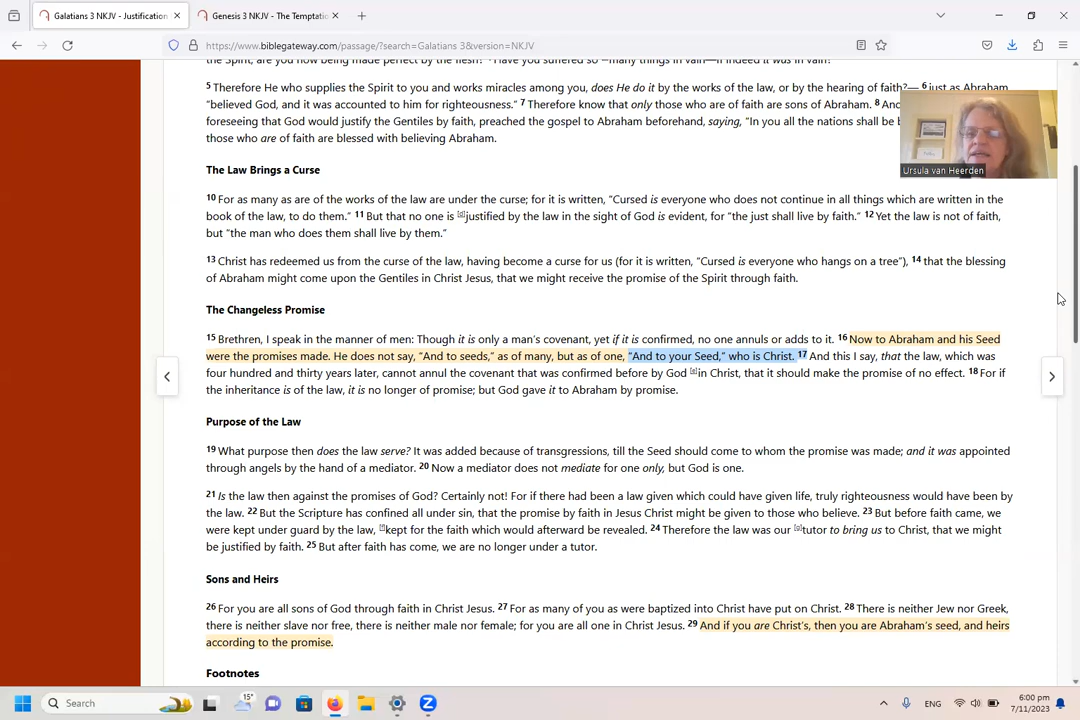 Galatians 3 NKJV - Justification
Genesis 3 NKJV - The Temptatio
https://www.biblegateway.com/passage/?search=Galatians 3&version=NKJV
the Spirit, are you now being made perfect by the flesh? 4 Have you suffered so many things in vain—if indeed it was in vain?
5 Therefore He who supplies the Spirit to you and works miracles among you, does He do it by the works of the law, or by the hearing of faith?— 6 just as Abraham
"believed God, and it was accounted to him for righteousness." 7 Therefore know that only those who are of faith are sons of Abraham. 8 And
foreseeing that God would justify the Gentiles by faith, preached the gospel to Abraham beforehand, saying, "In you all the nations shall be
those who are of faith are blessed with believing Abraham.
Ursula van Heerden
The Law Brings a Curse
10 For as many as are of the works of the law are under the curse; for it is written, "Cursed is everyone who does not continue in all things which are written in the
book of the law, to do them." 11 But that no one is [d]justified by the law in the sight of God is evident, for "the just shall live by faith." 12 Yet the law is not of faith,
but "the man who does them shall live by them."
13 Christ has redeemed us from the curse of the law, having become a curse for us (for it is written, "Cursed is everyone who hangs on a tree"), 14 that the blessing
of Abraham might come upon the Gentiles in Christ Jesus, that we might receive the promise of the Spirit through faith.
The Changeless Promise
15 Brethren, I speak in the manner of men: Though it is only a man's covenant, yet if it is confirmed, no one annuls or adds to it. 16 Now to Abraham and his Seed
were the promises made. He does not say, "And to seeds," as of many, but as of one, "And to your Seed," who is Christ. 17 And this I say, that the law, which was
four hundred and thirty years later, cannot annul the covenant that was confirmed before by God [e]in Christ, that it should make the promise of no effect. 18 For if
the inheritance is of the law, it is no longer of promise; but God gave it to Abraham by promise.
Purpose of the Law
19 What purpose then does the law serve? It was added because of transgressions, till the Seed should come to whom the promise was made; and it was appointed
through angels by the hand of a mediator. 20 Now a mediator does not mediate for one only, but God is one.
21 Is the law then against the promises of God? Certainly not! For if there had been a law given which could have given life, truly righteousness would have been by
the law. 22 But the Scripture has confined all under sin, that the promise by faith in Jesus Christ might be given to those who believe. 23 But before faith came, we
were kept under guard by the law, [f]kept for the faith which would afterward be revealed. 24 Therefore the law was our [g]tutor to bring us to Christ, that we might
be justified by faith. 25 But after faith has come, we are no longer under a tutor.
Sons and Heirs
26 For you are all sons of God through faith in Christ Jesus. 27 For as many of you as were baptized into Christ have put on Christ. 28 There is neither Jew nor Greek,
there is neither slave nor free, there is neither male nor female; for you are all one in Christ Jesus. 29 And if you are Christ's, then you are Abraham's seed, and heirs
according to the promise.
Footnotes
Search
15°
ENG
6:00 pm
7/11/2023